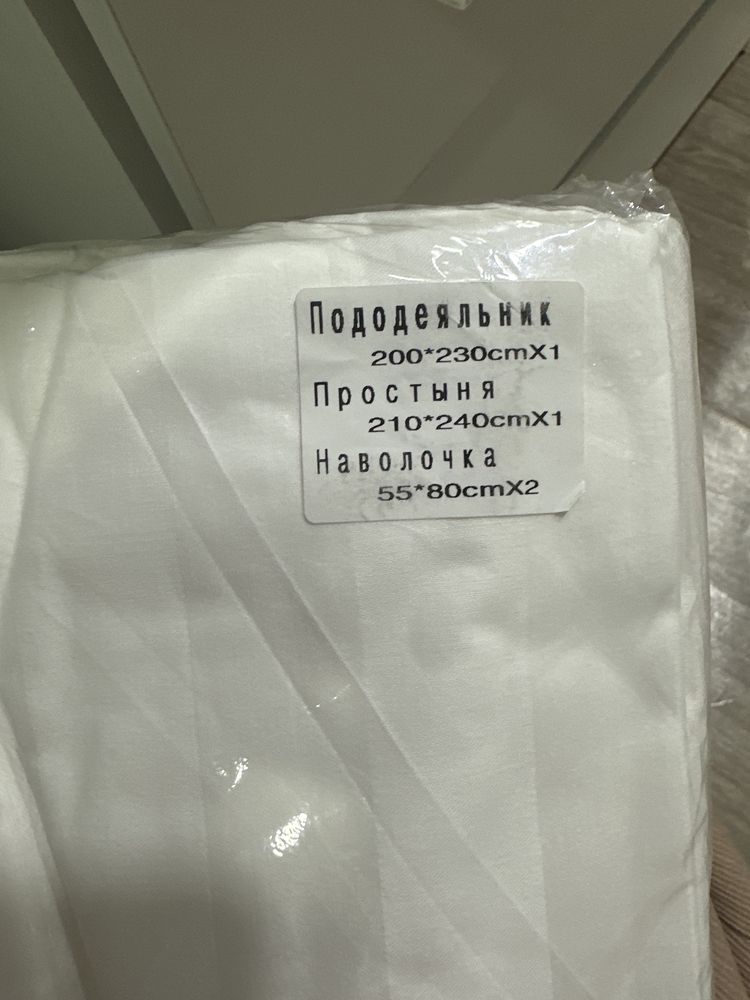 Пододеяльник
200*230cmX1
Простыня
210*240cmX1
Наволочка
55*80cmX2